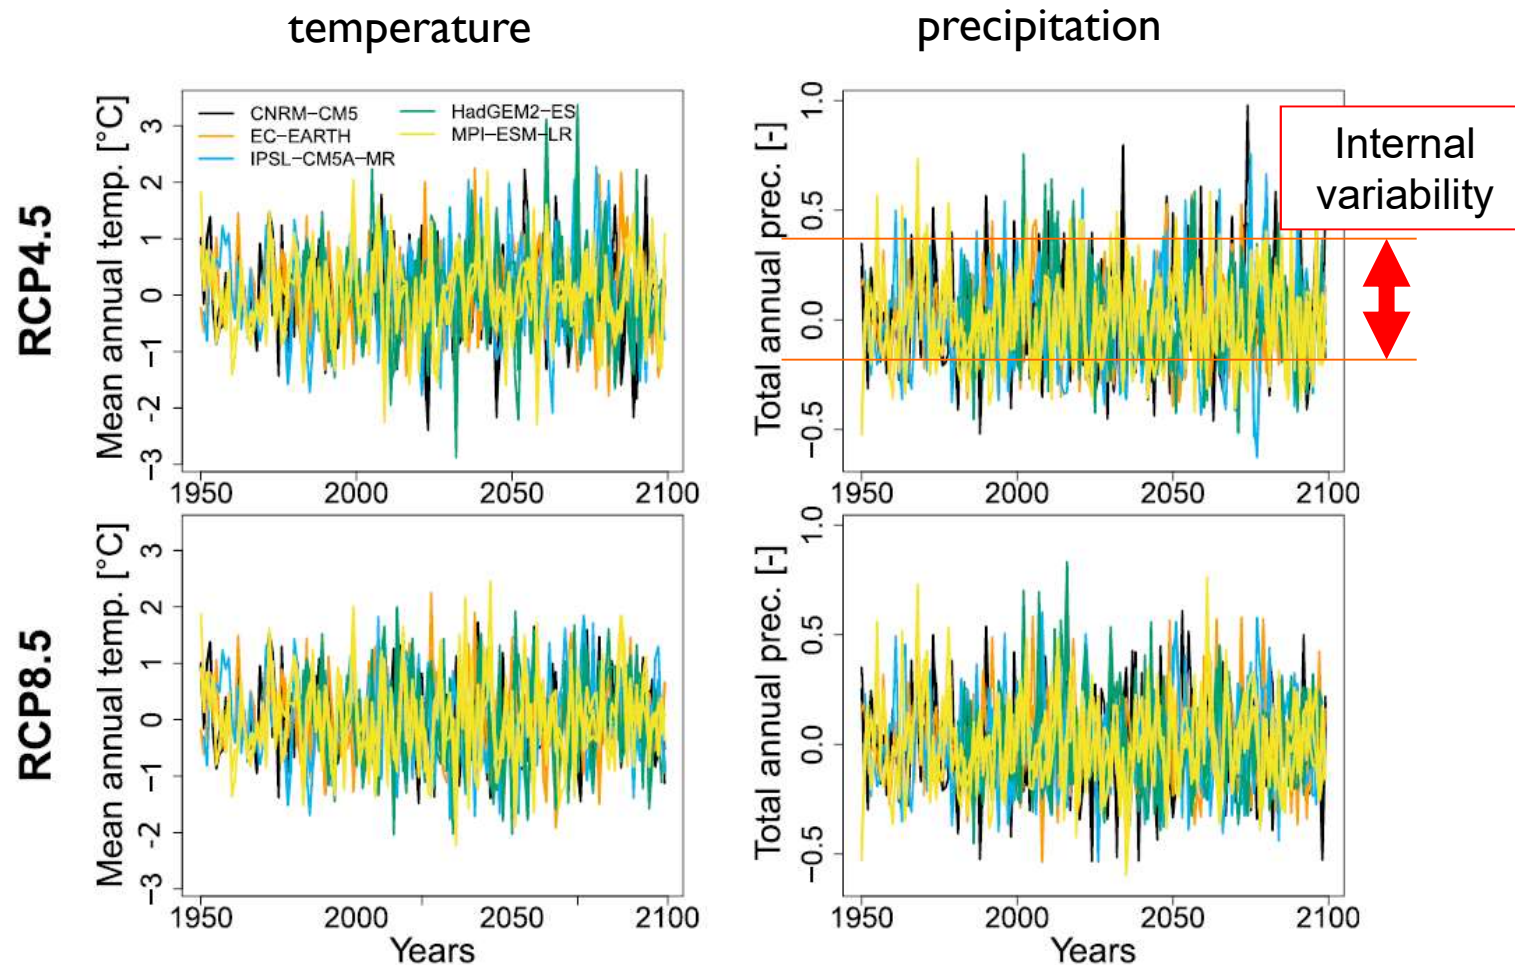 temperature
precipitation
RCP4.5
Mean annual temp. [°C]
3
2
1
0
−1
−2
−3
CNRM−CM5
EC−EARTH
IPSL−CM5A−MR
HadGEM2−ES
MPI−ESM−LR
1950
2000
2050
2100
Total annual prec. [-]
1.0
0.5
0.0
−0.5
1950
2000
2050
2100
Internal
variability
RCP8.5
Mean annual temp. [°C]
3
2
1
0
−1
−2
−3
1950
2000
2050
2100
Years
Total annual prec. [-]
1.0
0.5
0.0
−0.5
1950
2000
2050
2100
Years